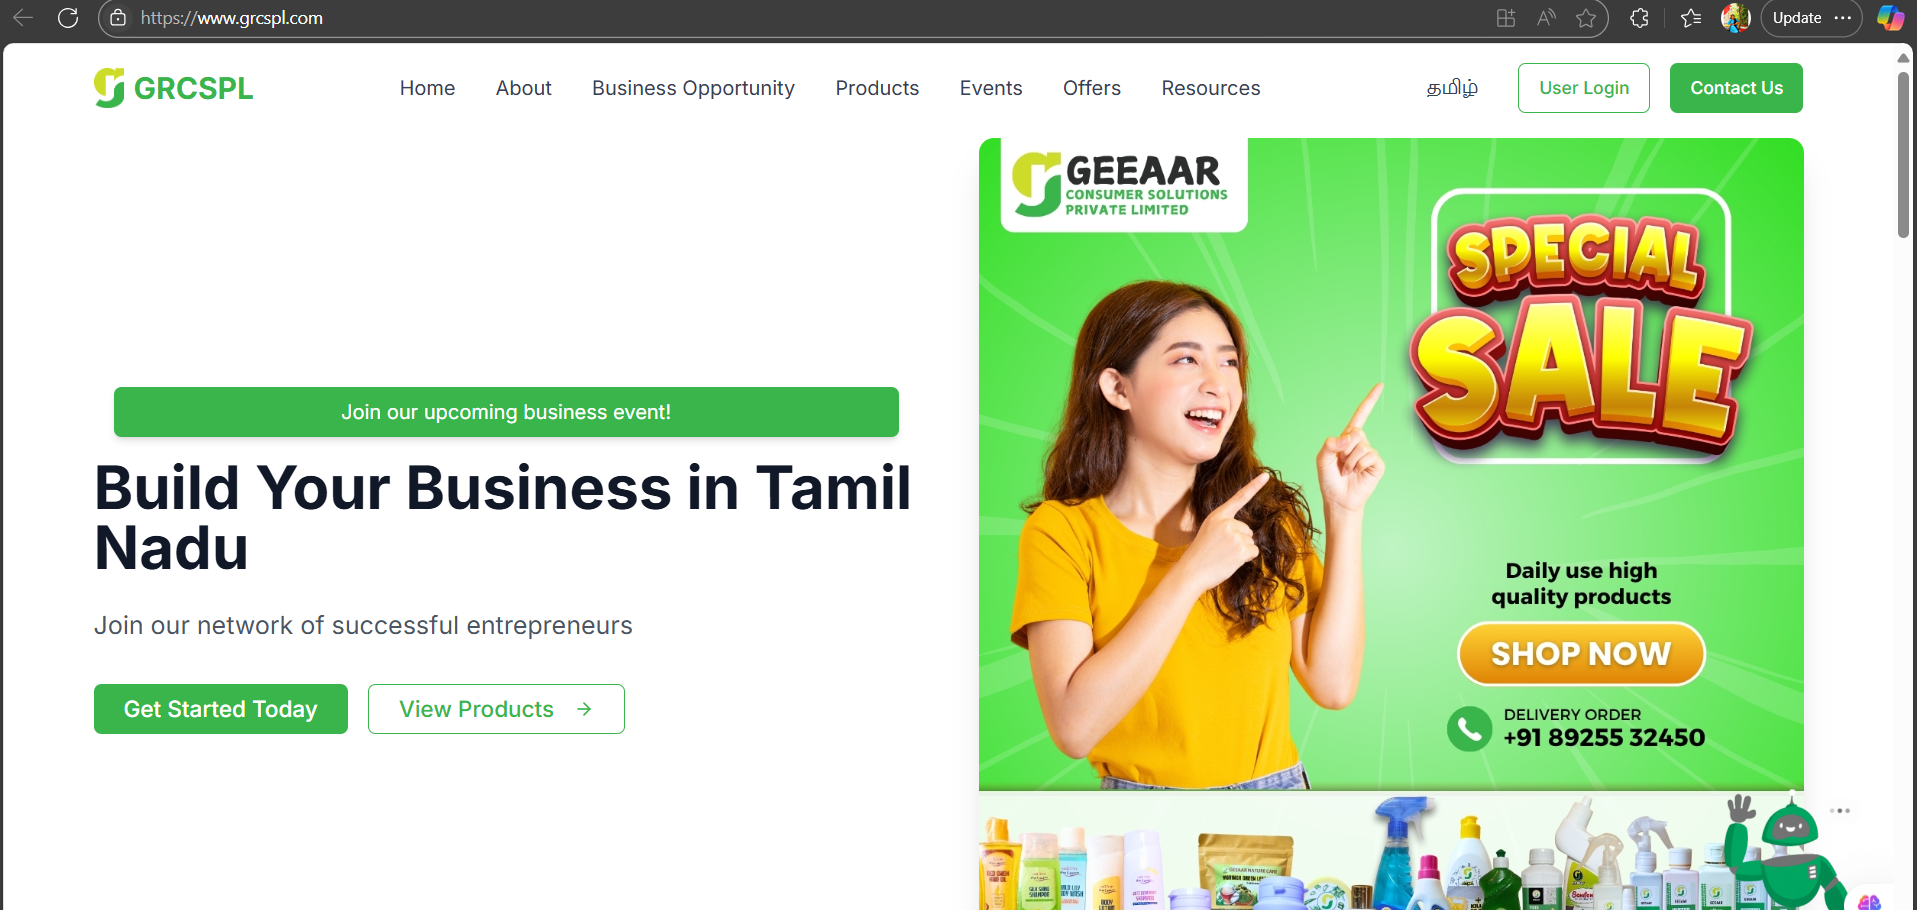 https://www.grcspl.com
Update
GRCSPL
Home
About
Business Opportunity
Products
Events
Offers
Resources
தமிழ்
User Login
Contact Us
Join our upcoming business event!
Build Your Business in Tamil
Nadu
Join our network of successful entrepreneurs
Get Started Today
View Products
GEEAAR
CONSUMER SOLUTIONS
PRIVATE LIMITED
SPECIAL
SALE
Daily use high
quality products
SHOP NOW
DELIVERY ORDER
+91 89255 32450